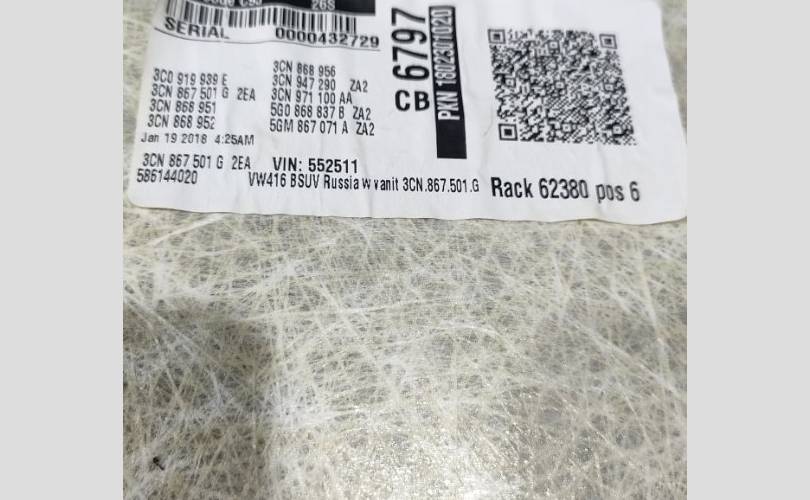 26S
SERIAL 0000432729
3C0 919 939 E
3CN 867 501 G 2EA
3CN 868 951
3CN 868 952
Jan 19 2018 4:25AM
3CN 868 956
3CN 947 290 ZA2
3CN 971 100 AA
5G0 868 837 B ZA2
5GM 867 071 A ZA2
CB 6797
PKN 1802301020
3CN 867 501 G 2EA VIN: 552511
586144020 VW416 BSUV Russia w vanit 3CN.867.501.G Rack 62380 pos 6